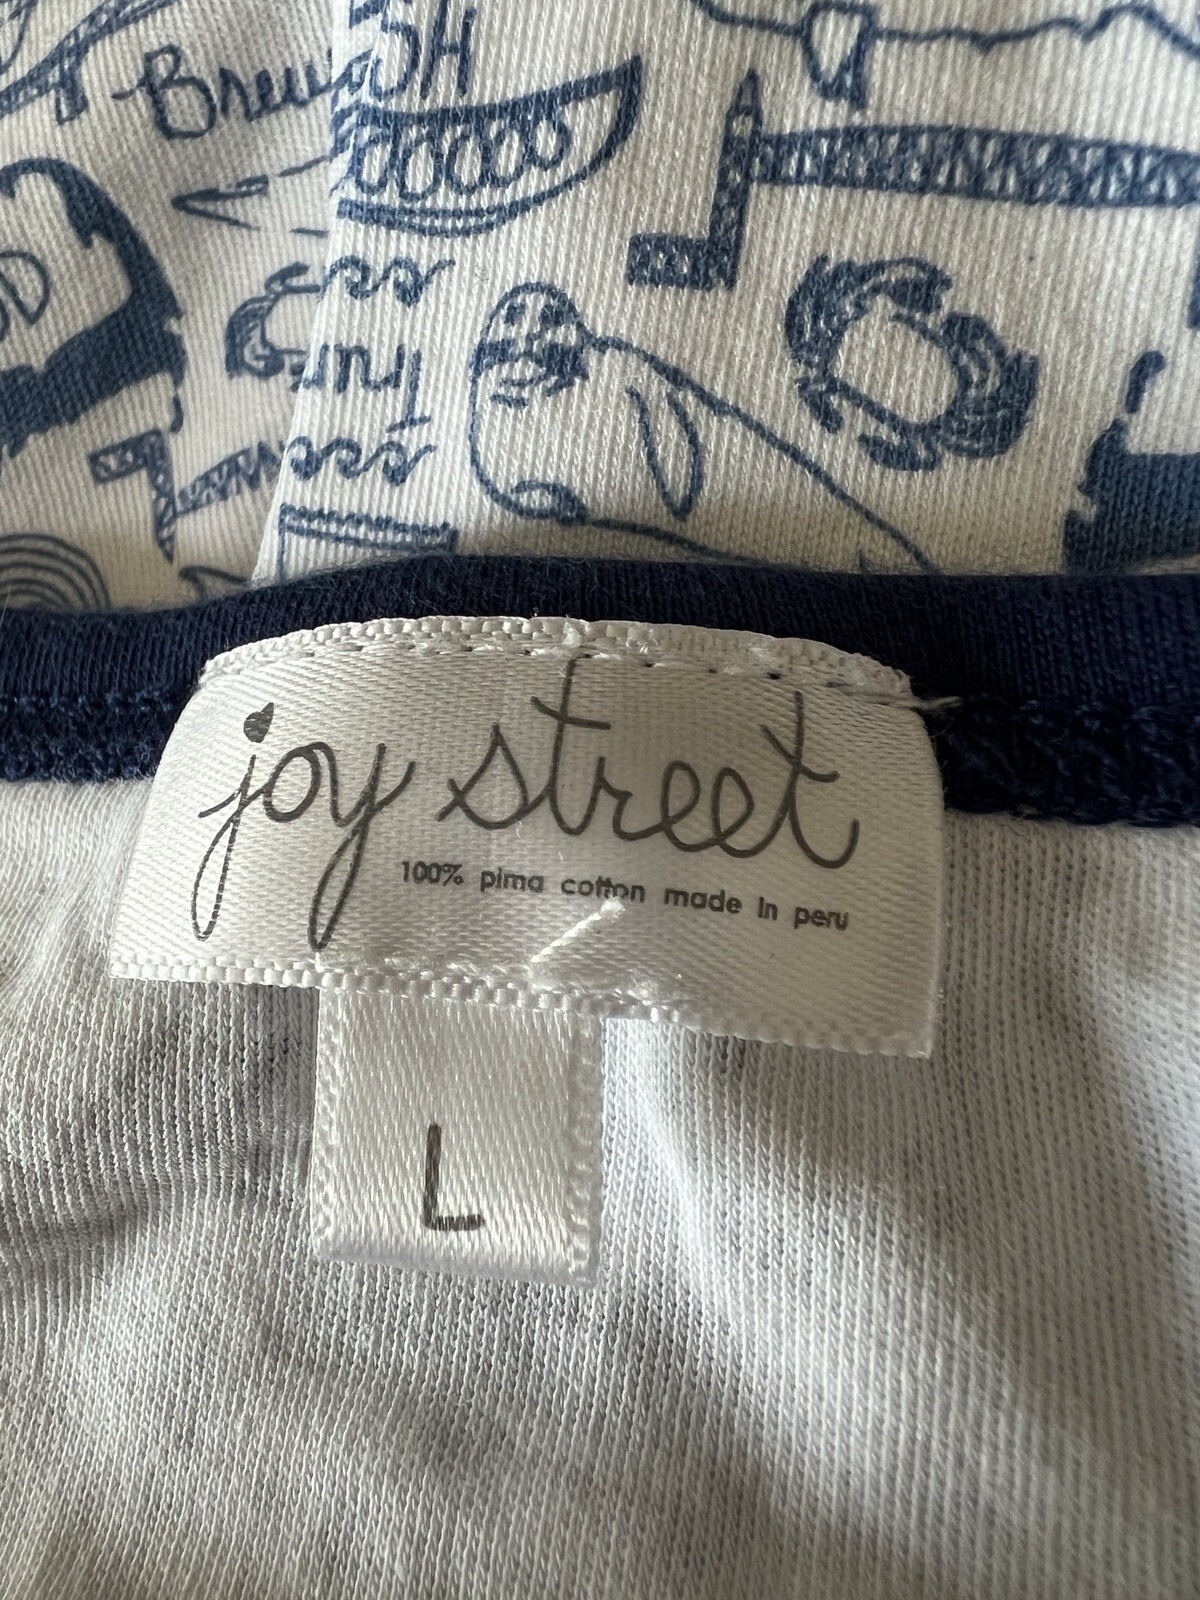 joy street
100% pima cotton made in peru
L